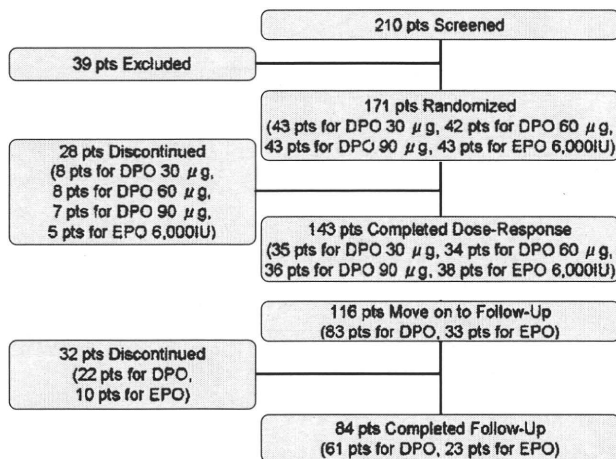 210 pts Screened
39 pts Excluded
171 pts Randomized
(43 pts for DPO 30 μg, 42 pts for DPO 60 μg,
43 pts for DPO 90 μg, 43 pts for EPO 6,000IU)
28 pts Discontinued
(8 pts for DPO 30 μg,
8 pts for DPO 60 μg,
7 pts for DPO 90 μg,
5 pts for EPO 6,000IU)
143 pts Completed Dose-Response
(35 pts for DPO 30 μg, 34 pts for DPO 60 μg,
36 pts for DPO 90 μg, 38 pts for EPO 6,000IU)
116 pts Move on to Follow-Up
(83 pts for DPO, 33 pts for EPO)
32 pts Discontinued
(22 pts for DPO,
10 pts for EPO)
84 pts Completed Follow-Up
(61 pts for DPO, 23 pts for EPO)